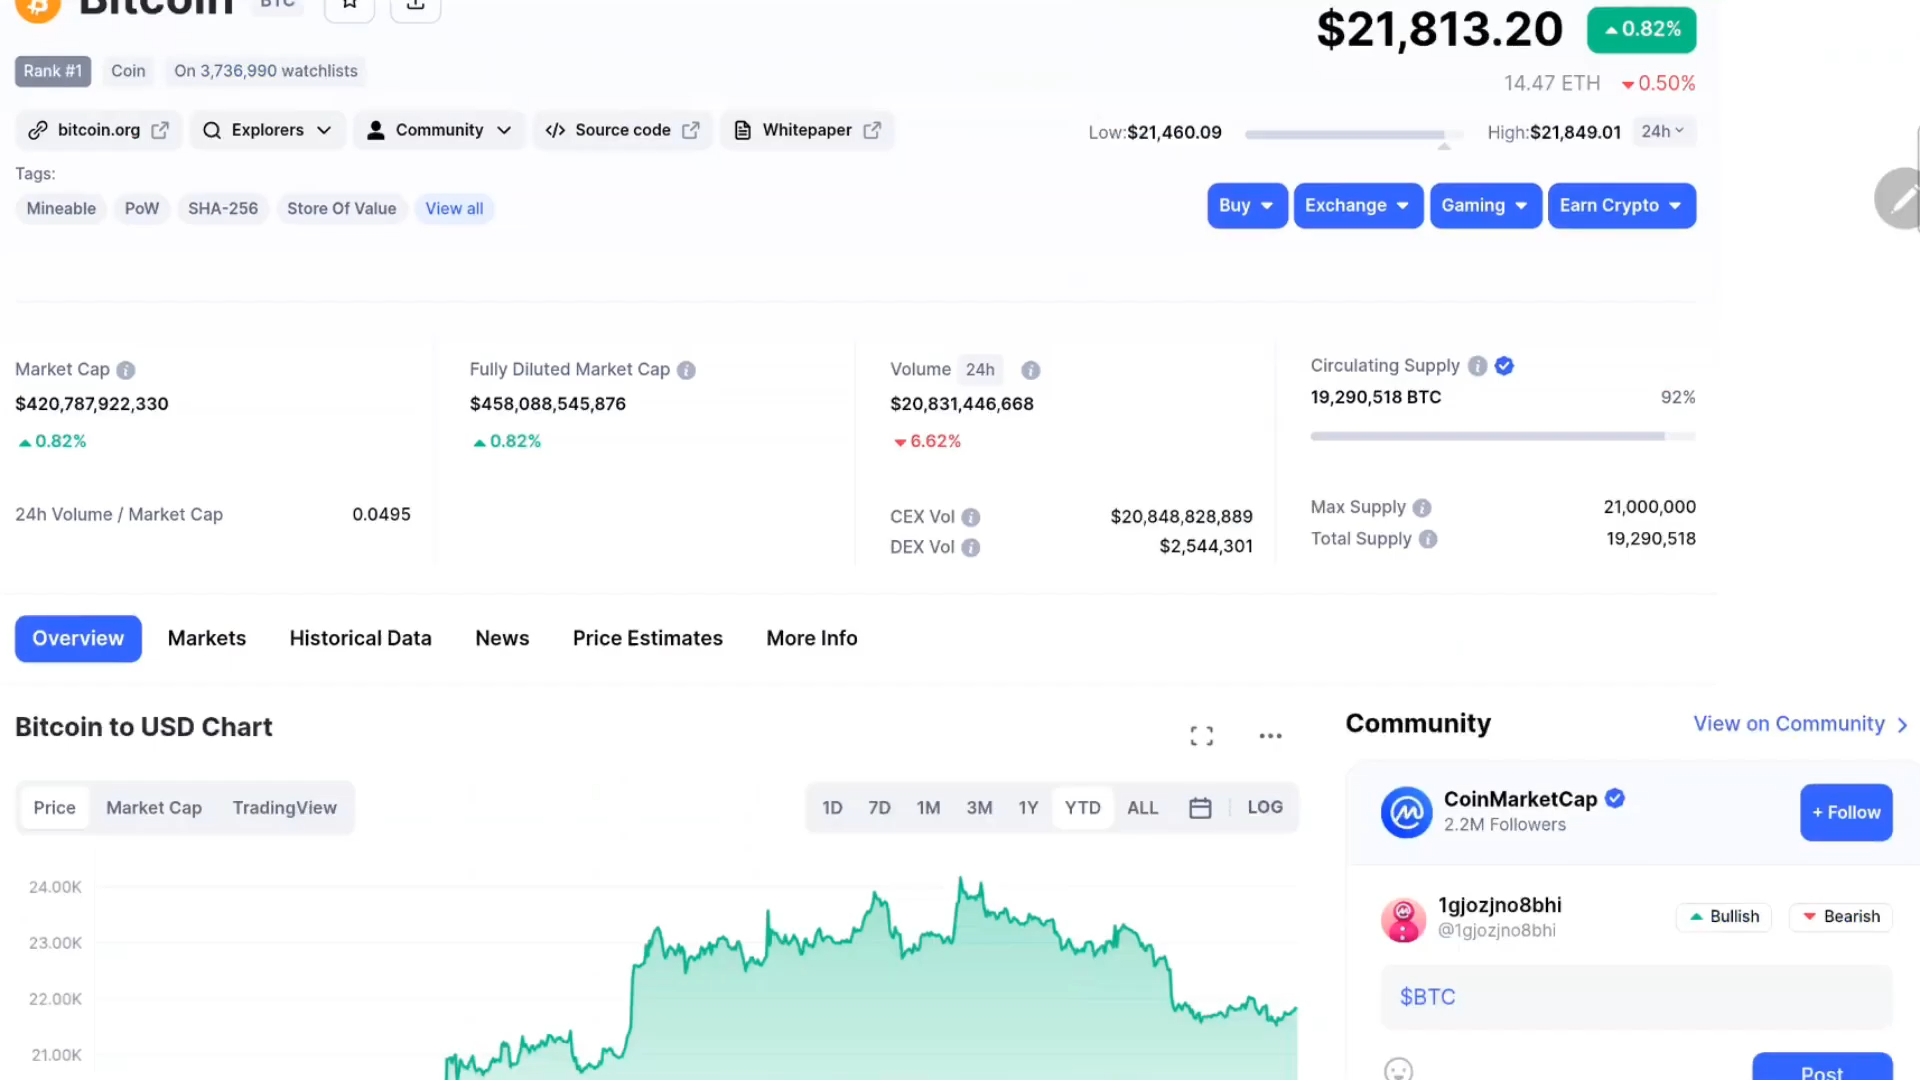 Bitcoin BTC
$21,813.20 0.82%
Rank #1 Coin On 3,736,990 watchlists
14.47 ETH 0.50%
bitcoin.org Explorers Community Source code Whitepaper
Low:$21,460.09 High:$21,849.01 24h
Tags:
Mineable PoW SHA-256 Store Of Value View all
Buy Exchange Gaming Earn Crypto
Market Cap
$420,787,922,330
0.82%
24h Volume / Market Cap 0.0495
Fully Diluted Market Cap
$458,088,545,876
0.82%
Volume 24h
$20,831,446,668
6.62%
CEX Vol $20,848,828,889
DEX Vol $2,544,301
Circulating Supply
19,290,518 BTC 92%
Max Supply 21,000,000
Total Supply 19,290,518
Overview Markets Historical Data News Price Estimates More Info
Bitcoin to USD Chart
Price Market Cap TradingView
1D 7D 1M 3M 1Y YTD ALL LOG
24.00K
23.00K
22.00K
21.00K
Community View on Community
CoinMarketCap
2.2M Followers
+ Follow
1gjozjno8bhi
@1gjozjno8bhi
Bullish Bearish
$BTC
Post